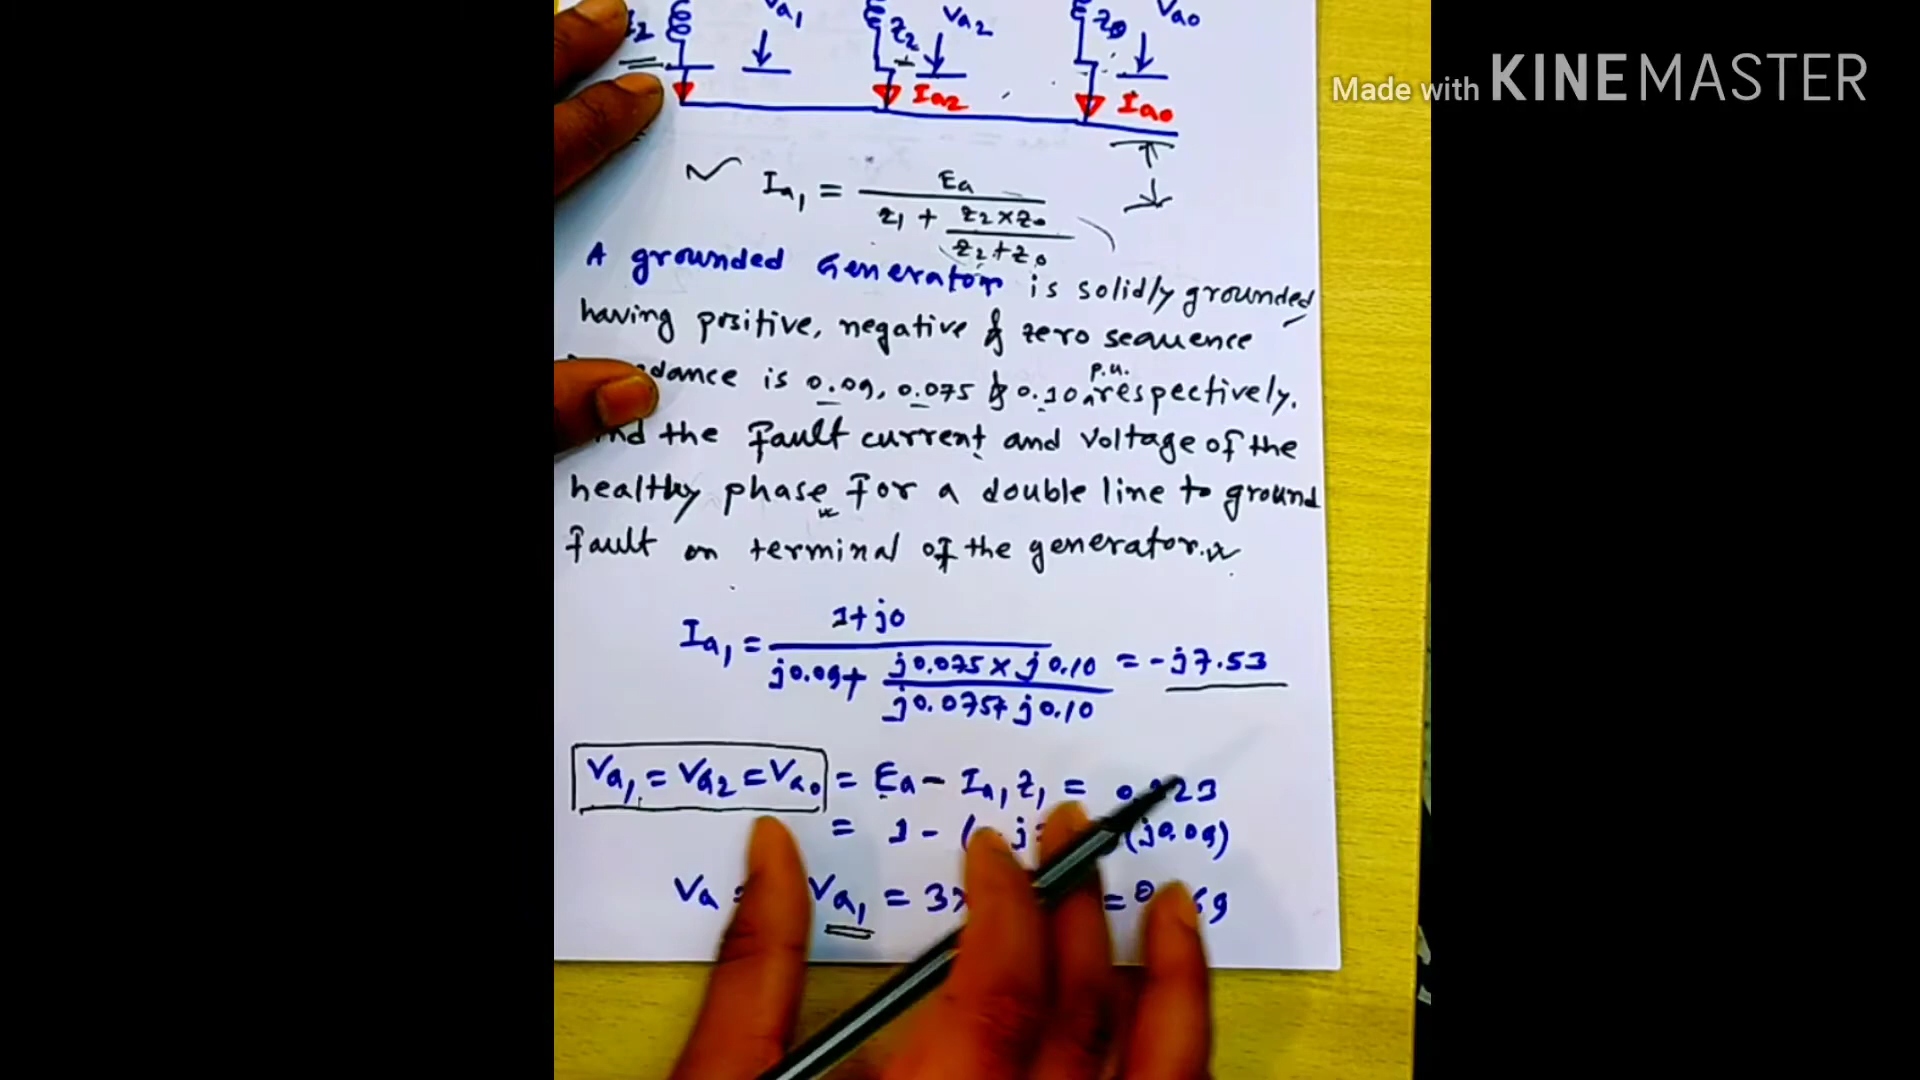 Va1 Va2 Va0
I2 Z2 Z0
Ia2 Ia0
Made with KINEMASTER
Ia1 = Ea / (z1 + (z2 x z0) / (z2 + z0))
A grounded Generator is solidly grounded
having positive, negative & zero sequence
is 0.09, 0.075 & 0.10 p.u. respectively.
the fault current and voltage of the
healthy phase for a double line to ground
fault on terminal of the generator.
Ia1 = (1+j0) / (j0.09 + (j0.075 x j0.10) / (j0.075 + j0.10)) = -j7.53
Va1 = Va2 = Va0 = Ea - Ia1 Z1 =
= 1 - (j0.09)
Va = Va1 = 3x =